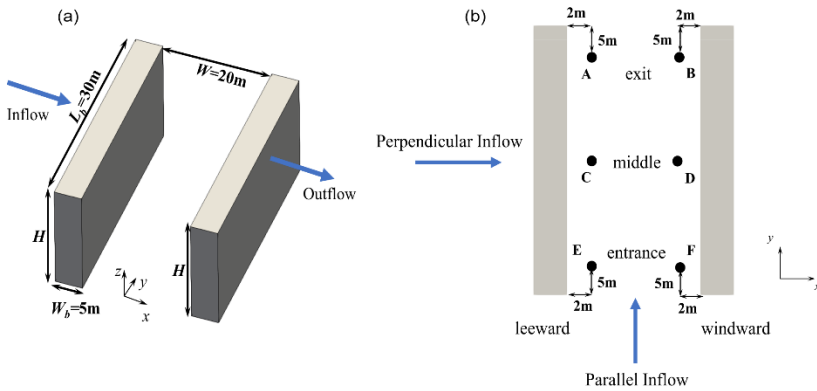 (a)
Inflow
L_b=30m
W=20m
Outflow
H
H
W_b=5m
z
y
x
(b)
2m
2m
5m
5m
A
exit
B
Perpendicular Inflow
C
middle
D
E
entrance
F
5m
5m
2m
2m
leeward
windward
Parallel Inflow
y
x